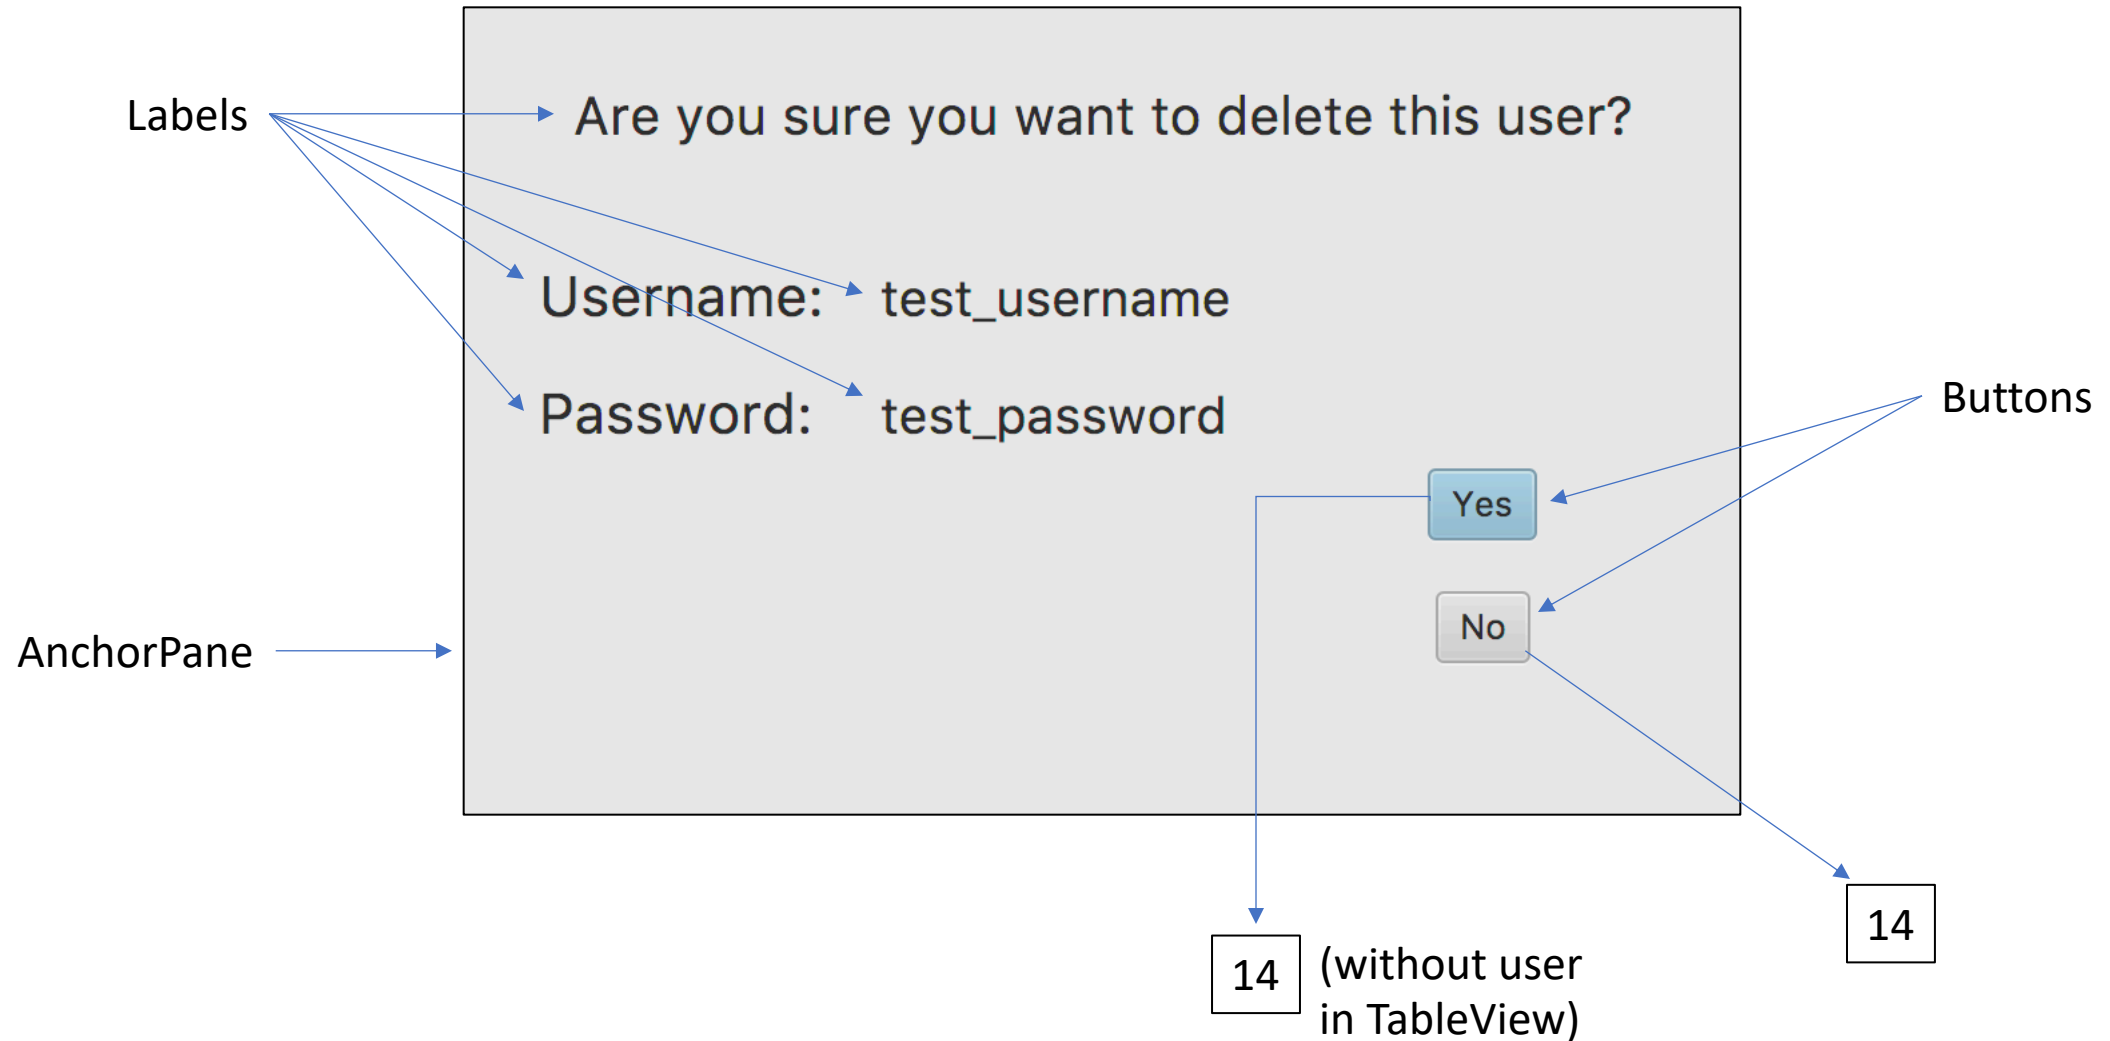 Labels
Are you sure you want to delete this user?
Username: test_username
Password: test_password
Buttons
Yes
No
AnchorPane
14
14 (without user
in TableView)